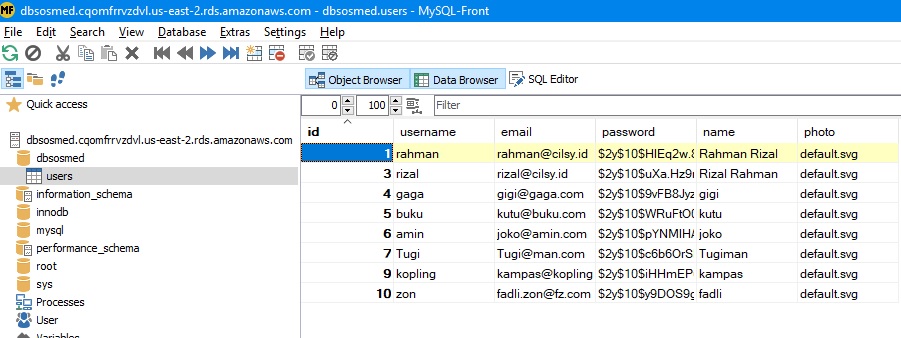 MF dbsosmed.cqomfrrvzdvl.us-east-2.rds.amazonaws.com - dbsosmed.users - MySQL-Front
File Edit Search View Database Extras Settings Help
Object Browser Data Browser SQL Editor
Quick access
0 100 Filter
dbsosmed.cqomfrrvzdvl.us-east-2.rds.amazonaws.com
dbsosmed
users
information_schema
innodb
mysql
performance_schema
root
sys
Processes
User
Variables
id username email password name photo
1 rahman rahman@cilsy.id $2y$10$HIEq2w.8 Rahman Rizal default.svg
3 rizal rizal@cilsy.id $2y$10$uXa.Hz9r Rizal Rahman default.svg
4 gaga gigi@gaga.com $2y$10$9vFB8Jyz gigi default.svg
5 buku kutu@buku.com $2y$10$WRuFtO0 kutu default.svg
6 amin joko@amin.com $2y$10$pYNMIHA joko default.svg
7 Tugi Tugi@man.com $2y$10$c6b6OrS Tugiman default.svg
9 kopling kampas@kopling $2y$10$iHHmEP kampas default.svg
10 zon fadli.zon@fz.com $2y$10$y9DOS9g fadli default.svg